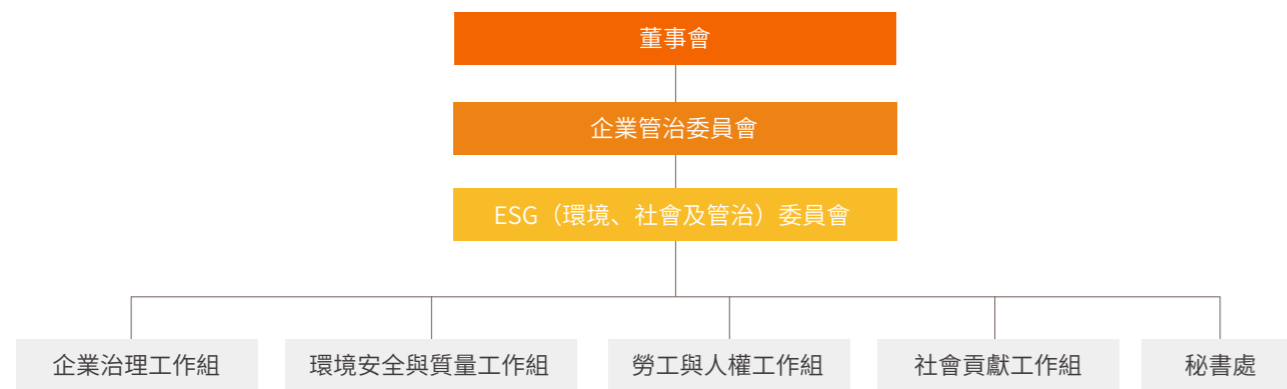 董事會
企業管治委員會
ESG（環境、社會及管治）委員會
企業治理工作組
環境安全與質量工作組
勞工與人權工作組
社會貢獻工作組
秘書處